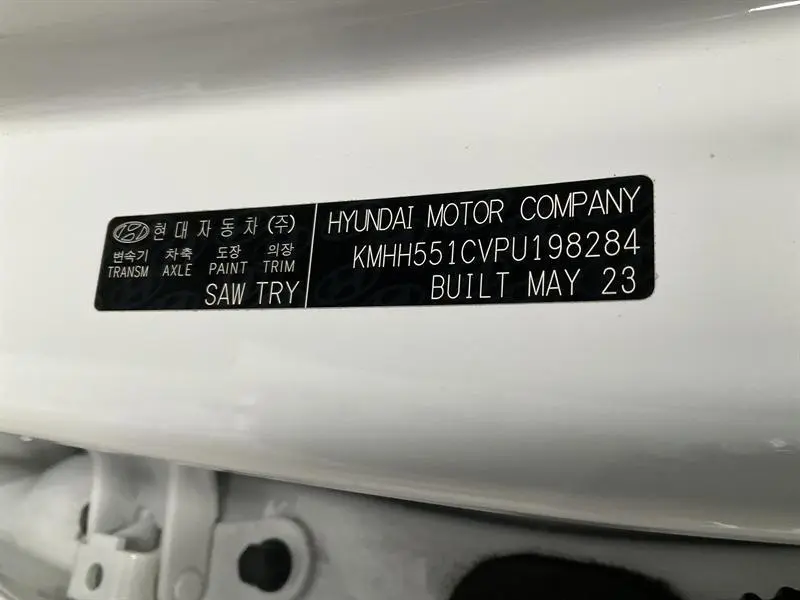 현대자동차(주)
변속기 차축 도장 의장
TRANSM AXLE PAINT TRIM
SAW TRY
HYUNDAI MOTOR COMPANY
KMHH551CVPU198284
BUILT MAY 23